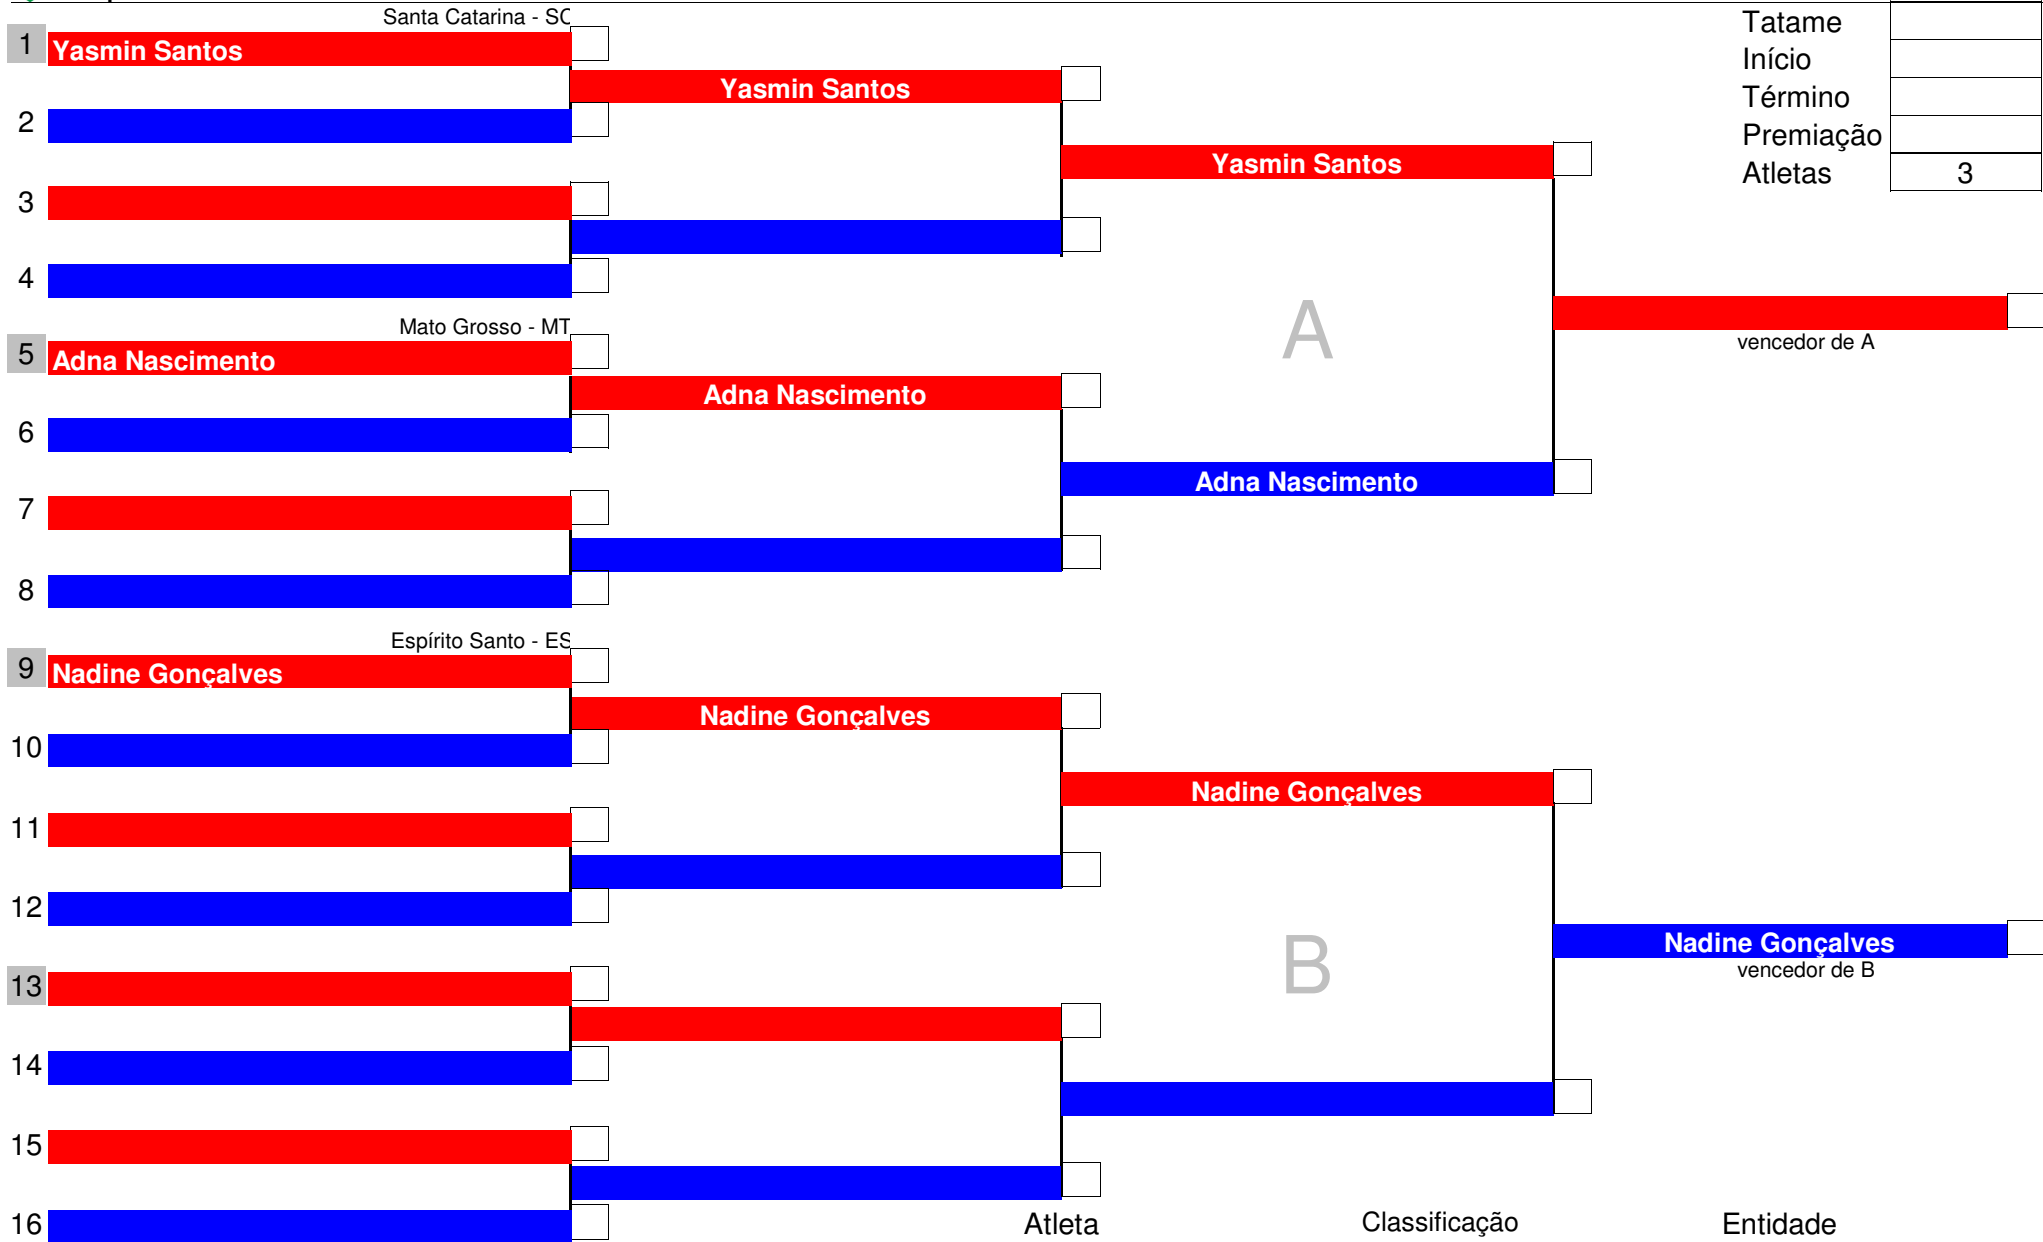 Santa Catarina - SC
1 Yasmin Santos
Yasmin Santos
2
Yasmin Santos
3
4
Mato Grosso - MT
5 Adna Nascimento
Adna Nascimento
6
Adna Nascimento
7
8
A
vencedor de A
Espírito Santo - ES
9 Nadine Gonçalves
Nadine Gonçalves
10
Nadine Gonçalves
11
12
B
Nadine Gonçalves
vencedor de B
13
14
15
16
Tatame
Início
Término
Premiação
Atletas 3
Atleta Classificação Entidade